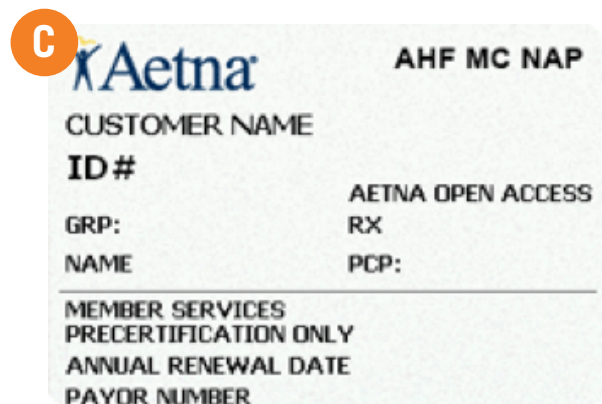 C
Aetna AHF MC NAP
CUSTOMER NAME
ID#
AETNA OPEN ACCESS
GRP: RX
NAME PCP:
MEMBER SERVICES
PRECERTIFICATION ONLY
ANNUAL RENEWAL DATE
PAYOR NUMBER